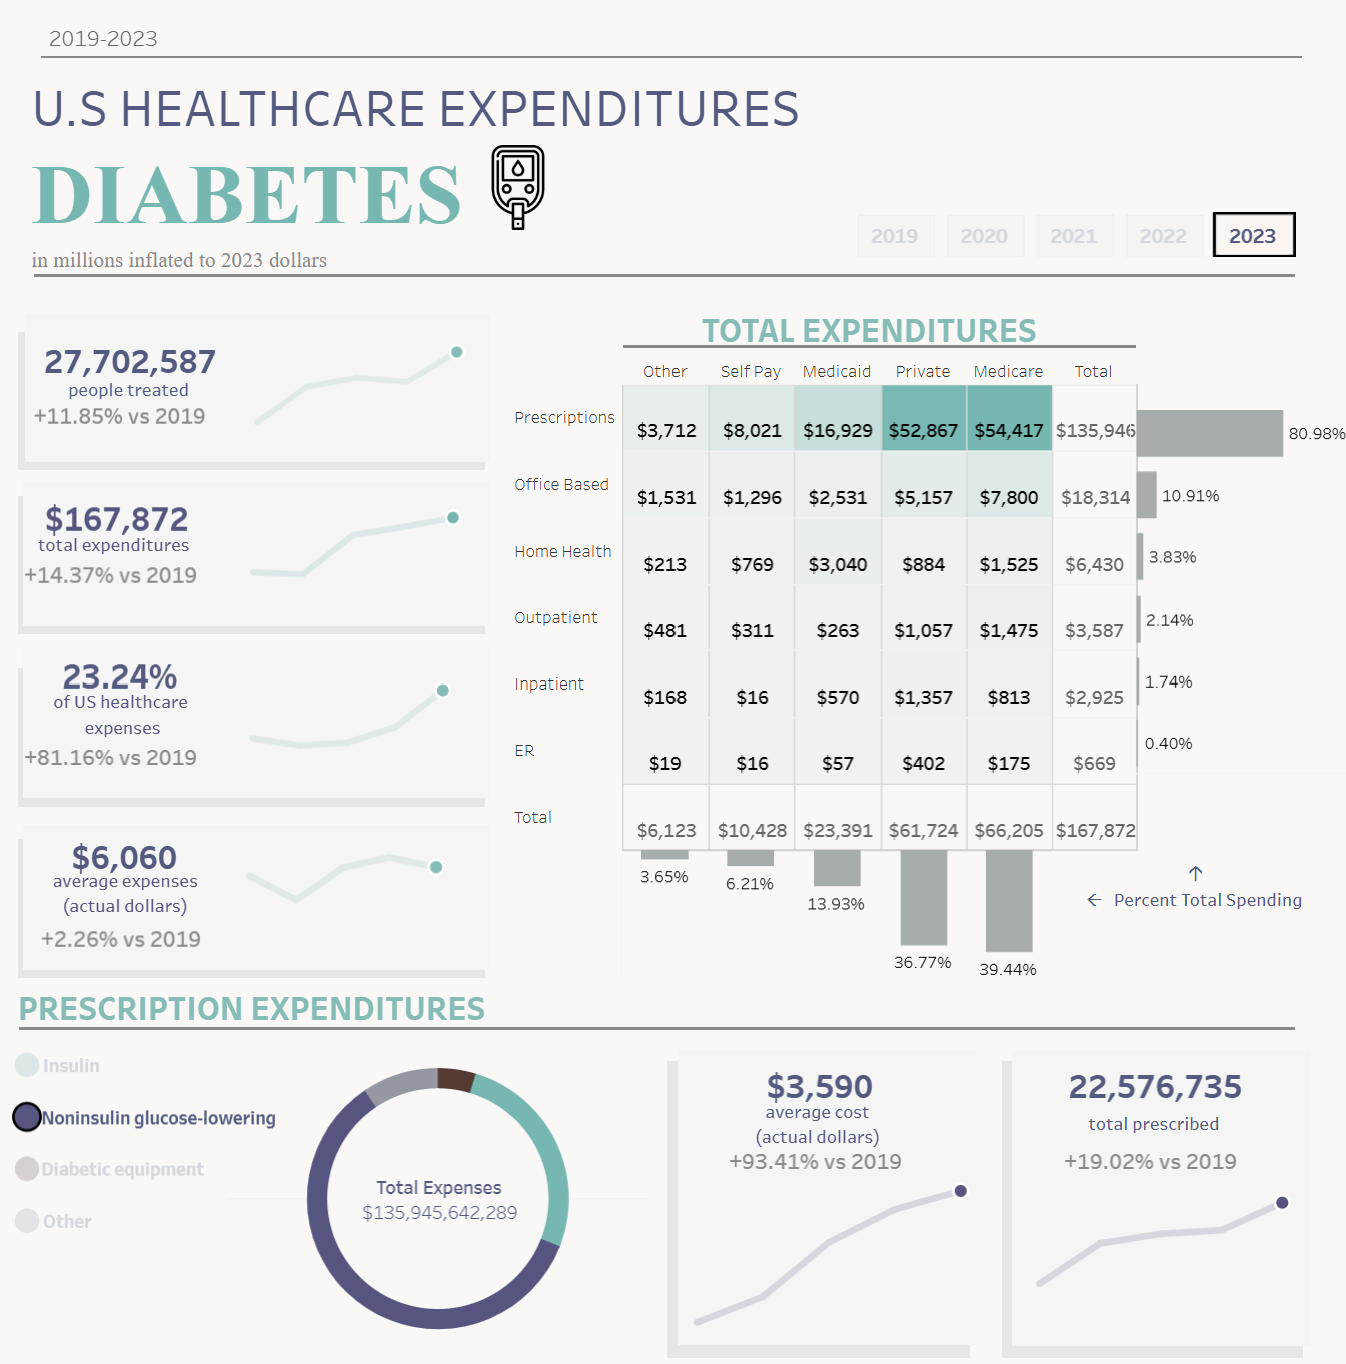 2019-2023
U.S HEALTHCARE EXPENDITURES
DIABETES
in millions inflated to 2023 dollars
2019 2020 2021 2022 2023
27,702,587
people treated
+11.85% vs 2019
$167,872
total expenditures
+14.37% vs 2019
23.24%
of US healthcare
expenses
+81.16% vs 2019
$6,060
average expenses
(actual dollars)
+2.26% vs 2019
TOTAL EXPENDITURES
Other Self Pay Medicaid Private Medicare Total
Prescriptions $3,712 $8,021 $16,929 $52,867 $54,417 $135,946 80.98%
Office Based $1,531 $1,296 $2,531 $5,157 $7,800 $18,314 10.91%
Home Health $213 $769 $3,040 $884 $1,525 $6,430 3.83%
Outpatient $481 $311 $263 $1,057 $1,475 $3,587 2.14%
Inpatient $168 $16 $570 $1,357 $813 $2,925 1.74%
ER $19 $16 $57 $402 $175 $669 0.40%
Total $6,123 $10,428 $23,391 $61,724 $66,205 $167,872
3.65% 6.21% 13.93% 36.77% 39.44%
↑
← Percent Total Spending
PRESCRIPTION EXPENDITURES
Insulin
Noninsulin glucose-lowering
Diabetic equipment
Other
Total Expenses
$135,945,642,289
$3,590
average cost
(actual dollars)
+93.41% vs 2019
22,576,735
total prescribed
+19.02% vs 2019